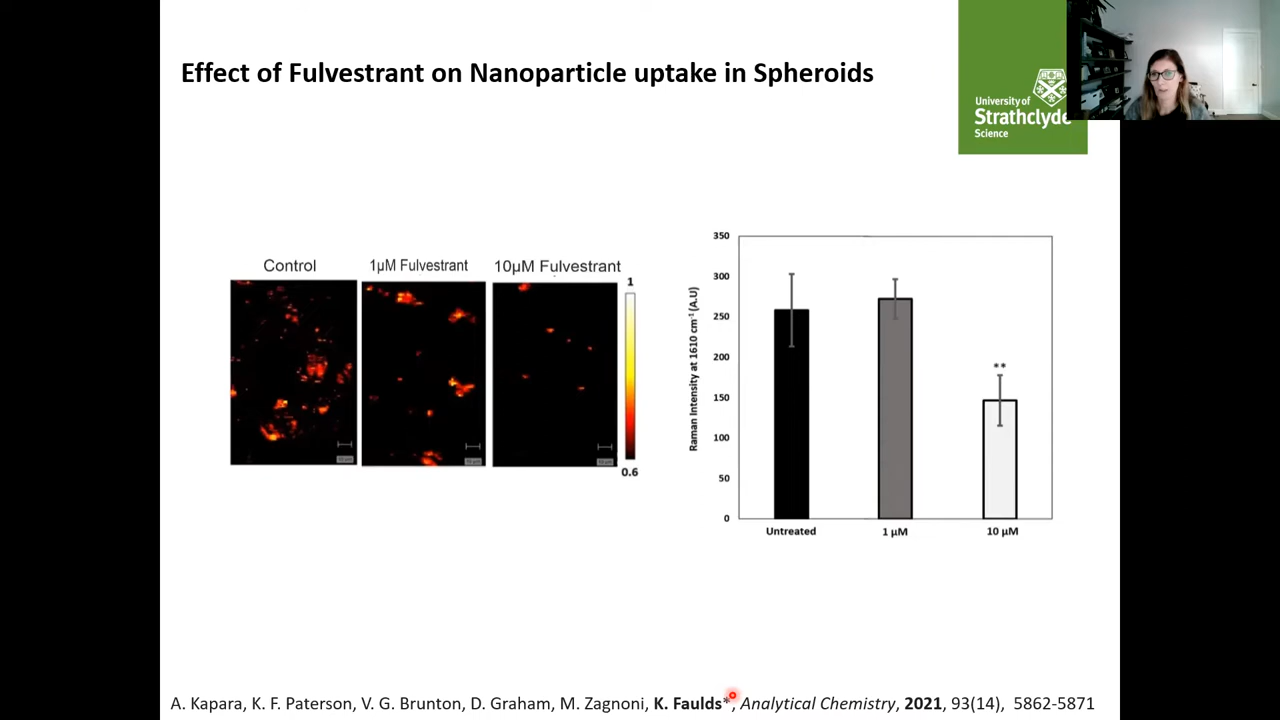 Effect of Fulvestrant on Nanoparticle uptake in Spheroids
University of
Strathclyde
Science
Control
1µM Fulvestrant
10µM Fulvestrant
1
0.6
350
300
250
200
150
100
50
0
Raman Intensity at 1610 cm⁻¹ (A.U)
**
Untreated
1 µM
10 µM
A. Kapara, K. F. Paterson, V. G. Brunton, D. Graham, M. Zagnoni, K. Faulds*, Analytical Chemistry, 2021, 93(14), 5862-5871